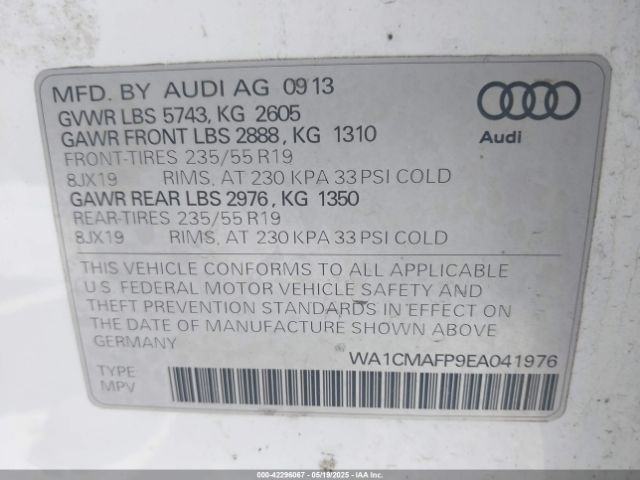 MFD. BY AUDI AG 09 13
GVWR LBS 5743, KG 2605
GAWR FRONT LBS 2888, KG 1310
FRONT-TIRES 235/55 R19
8JX19 RIMS, AT 230 KPA 33 PSI COLD
GAWR REAR LBS 2976, KG 1350
REAR-TIRES 235/55 R19
8JX19 RIMS, AT 230 KPA 33 PSI COLD
Audi
THIS VEHICLE CONFORMS TO ALL APPLICABLE
U.S FEDERAL MOTOR VEHICLE SAFETY AND
THEFT PREVENTION STANDARDS IN EFFECT ON
THE DATE OF MANUFACTURE SHOWN ABOVE.
GERMANY
WA1CMAFP9EA041976
TYPE
MPV
000-42296067 - 05/19/2025 - IAA Inc.